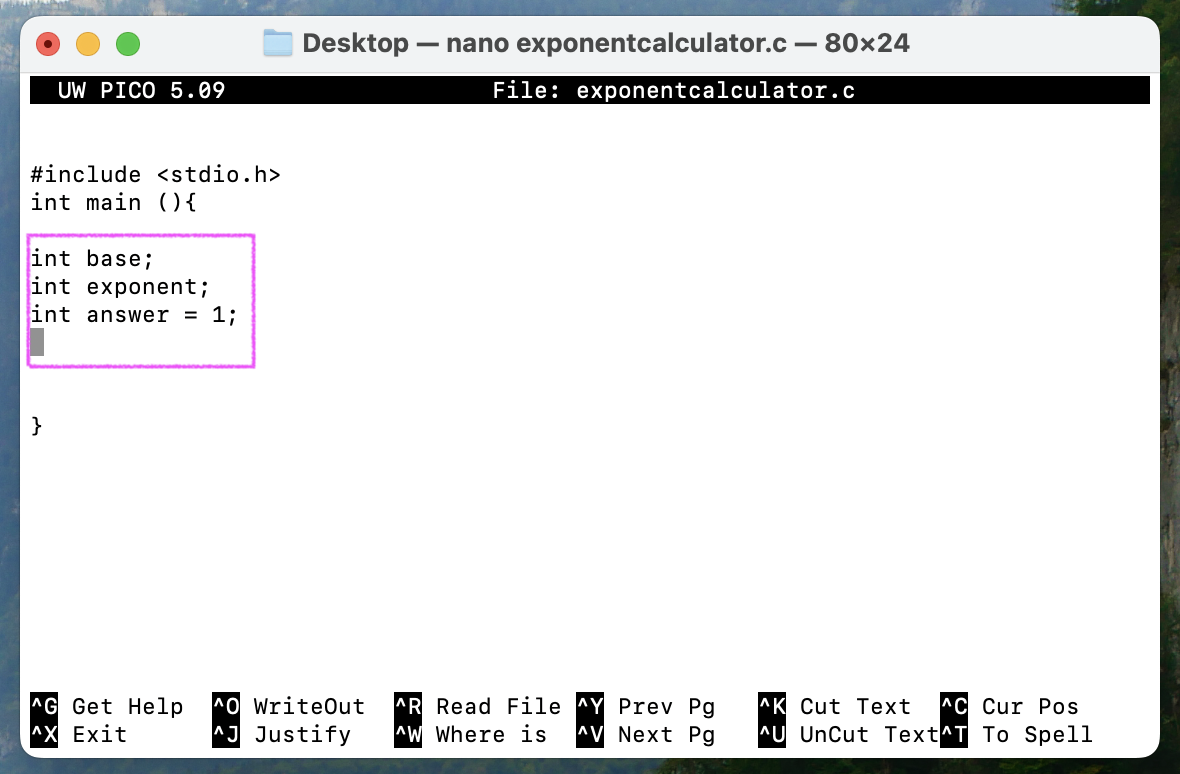 Desktop — nano exponentcalculator.c — 80×24
UW PICO 5.09 File: exponentcalculator.c
#include <stdio.h>
int main (){
int base;
int exponent;
int answer = 1;
}
^G Get Help ^O WriteOut ^R Read File ^Y Prev Pg ^K Cut Text ^C Cur Pos
^X Exit ^J Justify ^W Where is ^V Next Pg ^U UnCut Text ^T To Spell